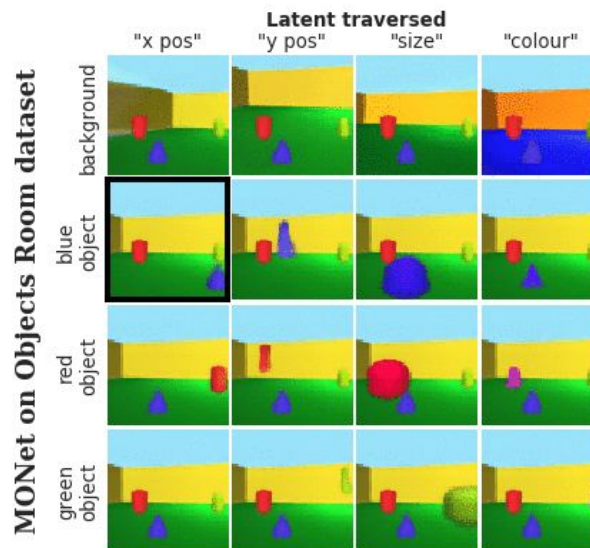 Latent traversed
"x pos" "y pos" "size" "colour"
MONet on Objects Room dataset
background
blue
object
red
object
green
object